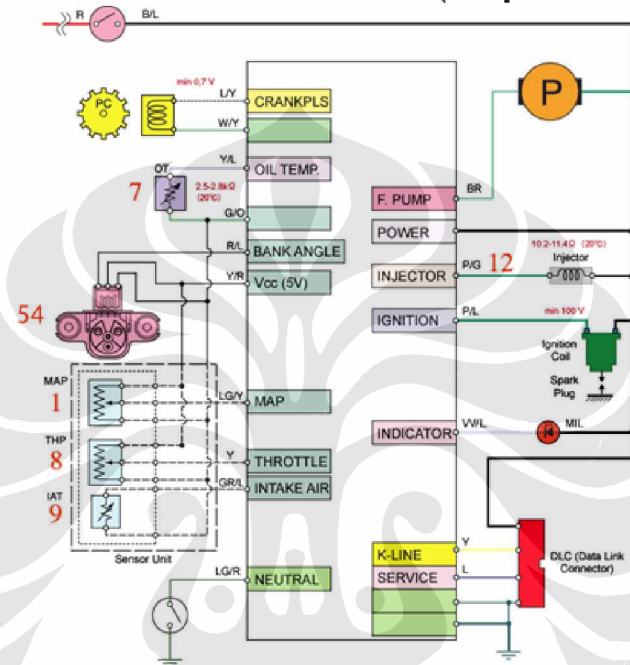 R
B/L
min 0,7 V
PC
L/Y
CRANKPLS
W/Y
P
OT
Y/L
OIL TEMP.
7
2.5-2.8kΩ
(20°C)
G/O
BR
F. PUMP
R/L
BANK ANGLE
POWER
10.2-11.4Ω (20°C)
Injector
Y/R
Vcc (5V)
INJECTOR
P/G
12
54
IGNITION
P/L
min 100 V
Ignition
Coil
Spark
Plug
MAP
1
LG/Y
MAP
THP
8
Y
THROTTLE
INDICATOR
W/L
MIL
IAT
9
GR/L
INTAKE AIR
Sensor Unit
LG/R
NEUTRAL
K-LINE
Y
SERVICE
L
DLC (Data Link
Connector)